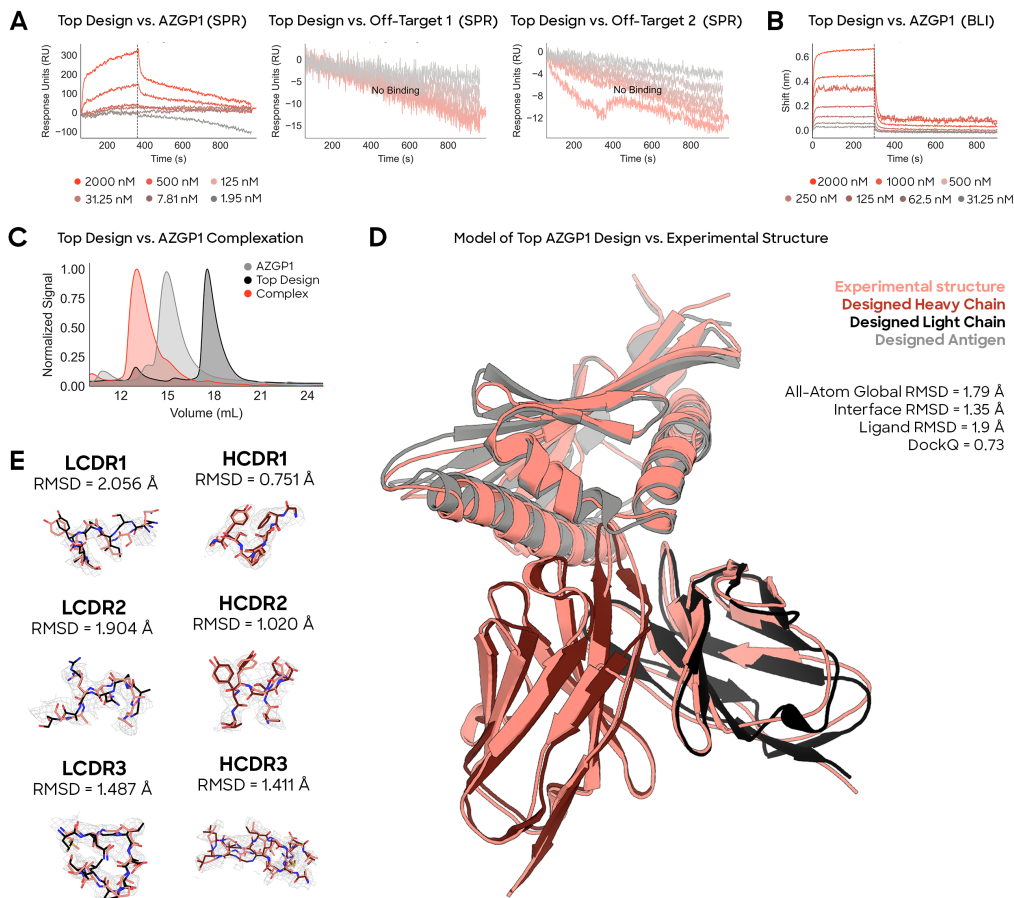 A
Top Design vs. AZGP1 (SPR)
Response Units (RU)
300
200
100
0
−100
200 400 600 800
Time (s)
2000 nM 500 nM 125 nM
31.25 nM 7.81 nM 1.95 nM
Top Design vs. Off-Target 1 (SPR)
Response Units (RU)
0
−5
−10
−15
No Binding
200 400 600 800
Time (s)
Top Design vs. Off-Target 2 (SPR)
Response Units (RU)
0
−4
−8
−12
No Binding
200 400 600 800
Time (s)
B
Top Design vs. AZGP1 (BLI)
Shift (nm)
0.6
0.4
0.2
0.0
0 200 400 600 800
Time (s)
2000 nM 1000 nM 500 nM
250 nM 125 nM 62.5 nM 31.25 nM
C
Top Design vs. AZGP1 Complexation
Normalized Signal
1.00
0.75
0.50
0.25
0.00
AZGP1
Top Design
Complex
12 15 18 21 24
Volume (mL)
D
Model of Top AZGP1 Design vs. Experimental Structure
Experimental structure
Designed Heavy Chain
Designed Light Chain
Designed Antigen
All-Atom Global RMSD = 1.79 Å
Interface RMSD = 1.35 Å
Ligand RMSD = 1.9 Å
DockQ = 0.73
E
LCDR1
RMSD = 2.056 Å
HCDR1
RMSD = 0.751 Å
LCDR2
RMSD = 1.904 Å
HCDR2
RMSD = 1.020 Å
LCDR3
RMSD = 1.487 Å
HCDR3
RMSD = 1.411 Å